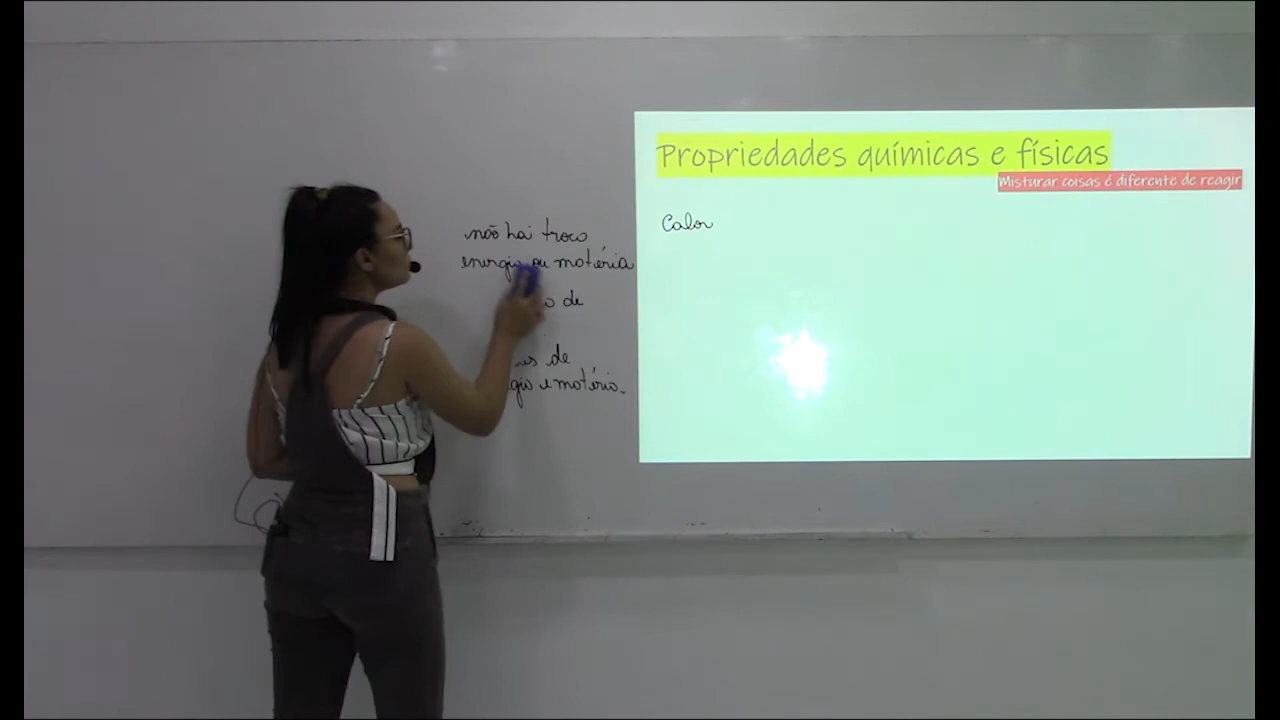 Propriedades químicas e físicas
Misturar coisas é diferente de reagir
Calor
não há troca
energia ou matéria
de
de
e matéria.